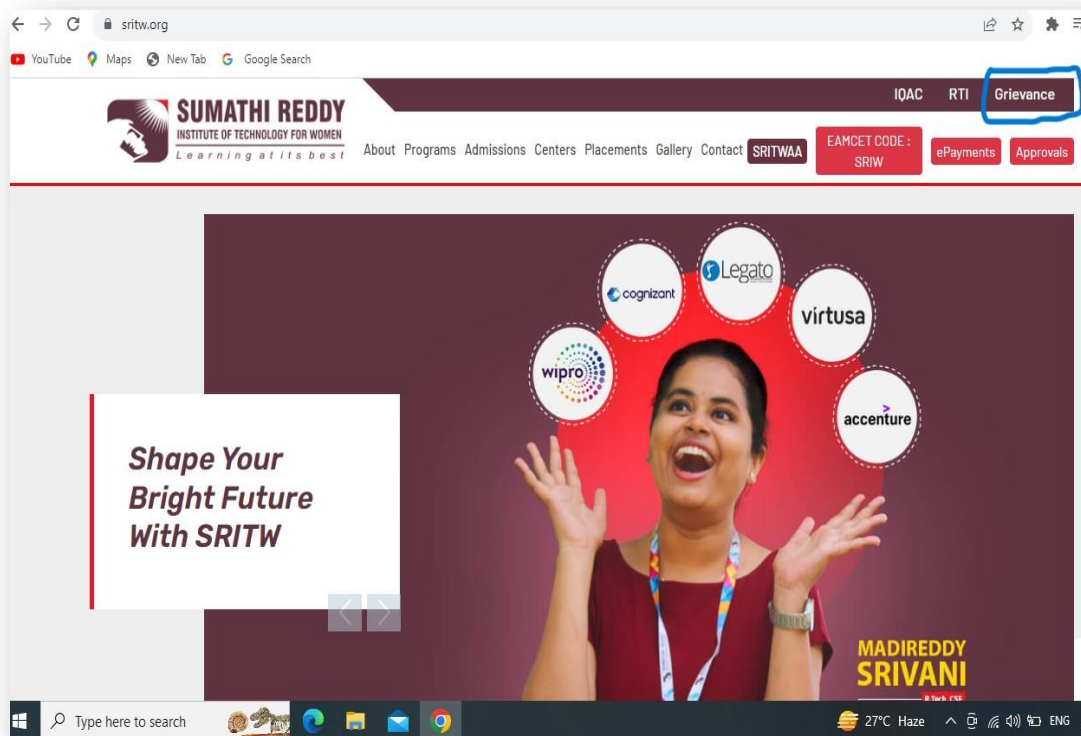 sritw.org
YouTube Maps New Tab G Google Search
IQAC RTI Grievance
SUMATHI REDDY
INSTITUTE OF TECHNOLOGY FOR WOMEN
Learning at its best
About Programs Admissions Centers Placements Gallery Contact SRITWAA
EAMCET CODE :
SRIW
ePayments Approvals
Legato
cognizant
virtusa
wipro
accenture
Shape Your
Bright Future
With SRITW
MADIREDDY
SRIVANI
B.Tech, CSE
Type here to search
27°C Haze ENG